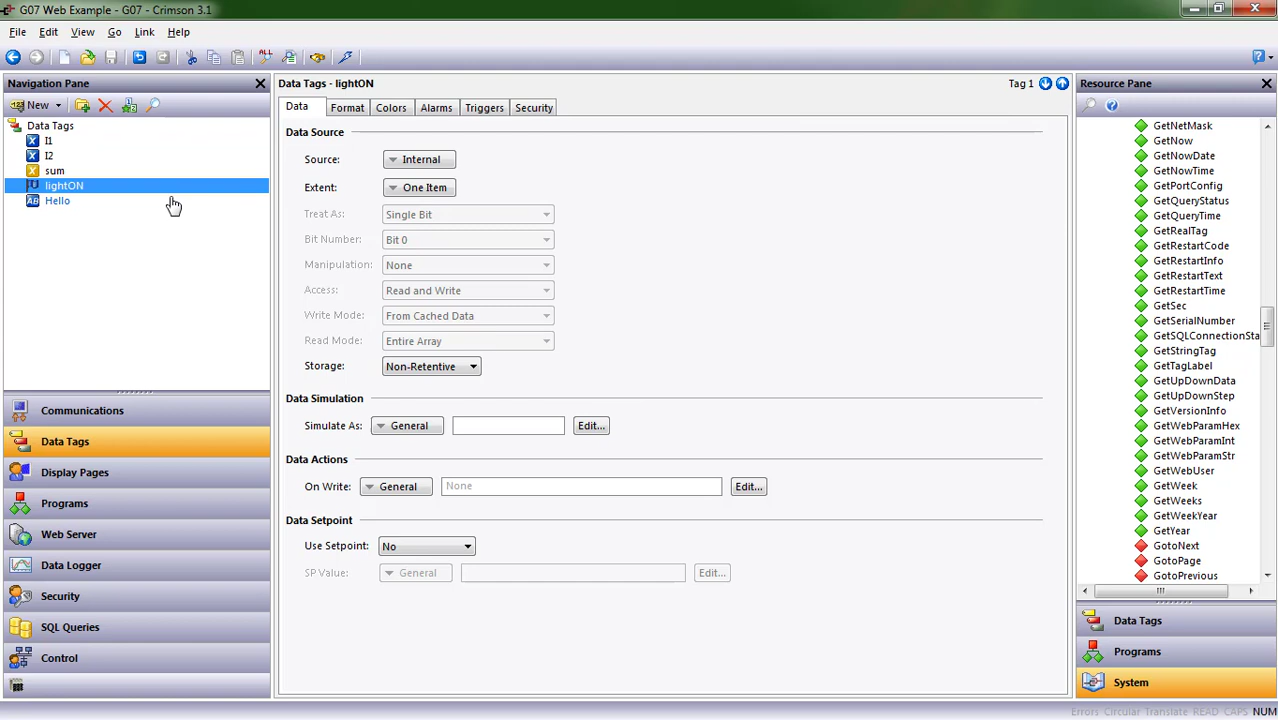 G07 Web Example - G07 - Crimson 3.1
File Edit View Go Link Help
Navigation Pane
New
Data Tags
I1
I2
sum
lightON
Hello
Communications
Data Tags
Display Pages
Programs
Web Server
Data Logger
Security
SQL Queries
Control
Data Tags - lightON
Tag 1
Data Format Colors Alarms Triggers Security
Data Source
Source: Internal
Extent: One Item
Treat As: Single Bit
Bit Number: Bit 0
Manipulation: None
Access: Read and Write
Write Mode: From Cached Data
Read Mode: Entire Array
Storage: Non-Retentive
Data Simulation
Simulate As: General Edit...
Data Actions
On Write: General None Edit...
Data Setpoint
Use Setpoint: No
SP Value: General Edit...
Resource Pane
GetNetMask
GetNow
GetNowDate
GetNowTime
GetPortConfig
GetQueryStatus
GetQueryTime
GetRealTag
GetRestartCode
GetRestartInfo
GetRestartText
GetRestartTime
GetSec
GetSerialNumber
GetSQLConnectionSta
GetStringTag
GetTagLabel
GetUpDownData
GetUpDownStep
GetVersionInfo
GetWebParamHex
GetWebParamInt
GetWebParamStr
GetWebUser
GetWeek
GetWeeks
GetWeekYear
GetYear
GotoNext
GotoPage
GotoPrevious
Data Tags
Programs
System
Errors Circular Translate READ CAPS NUM